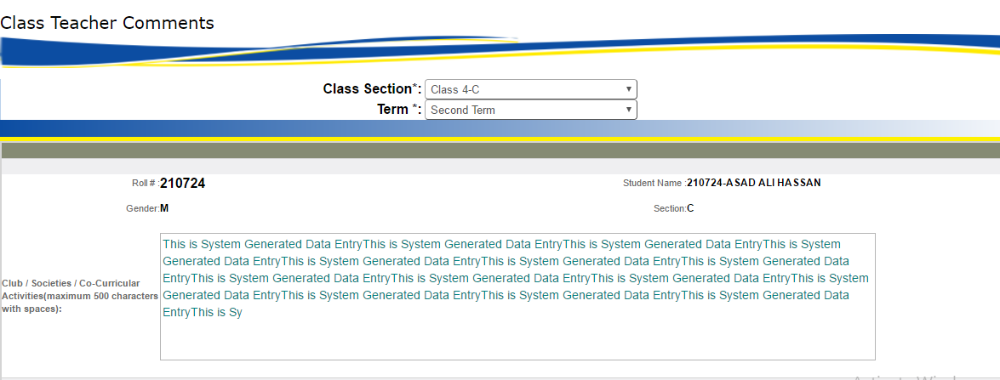 Class Teacher Comments
Class Section*: Class 4-C
Term *: Second Term
Roll # :210724 Student Name :210724-ASAD ALI HASSAN
Gender:M Section:C
Club / Societies / Co-Curricular
Activities(maximum 500 characters
with spaces):
This is System Generated Data EntryThis is System Generated Data EntryThis is System Generated Data EntryThis is System
Generated Data EntryThis is System Generated Data EntryThis is System Generated Data EntryThis is System Generated Data
EntryThis is System Generated Data EntryThis is System Generated Data EntryThis is System Generated Data EntryThis is System
Generated Data EntryThis is System Generated Data EntryThis is System Generated Data EntryThis is System Generated Data
EntryThis is Sy